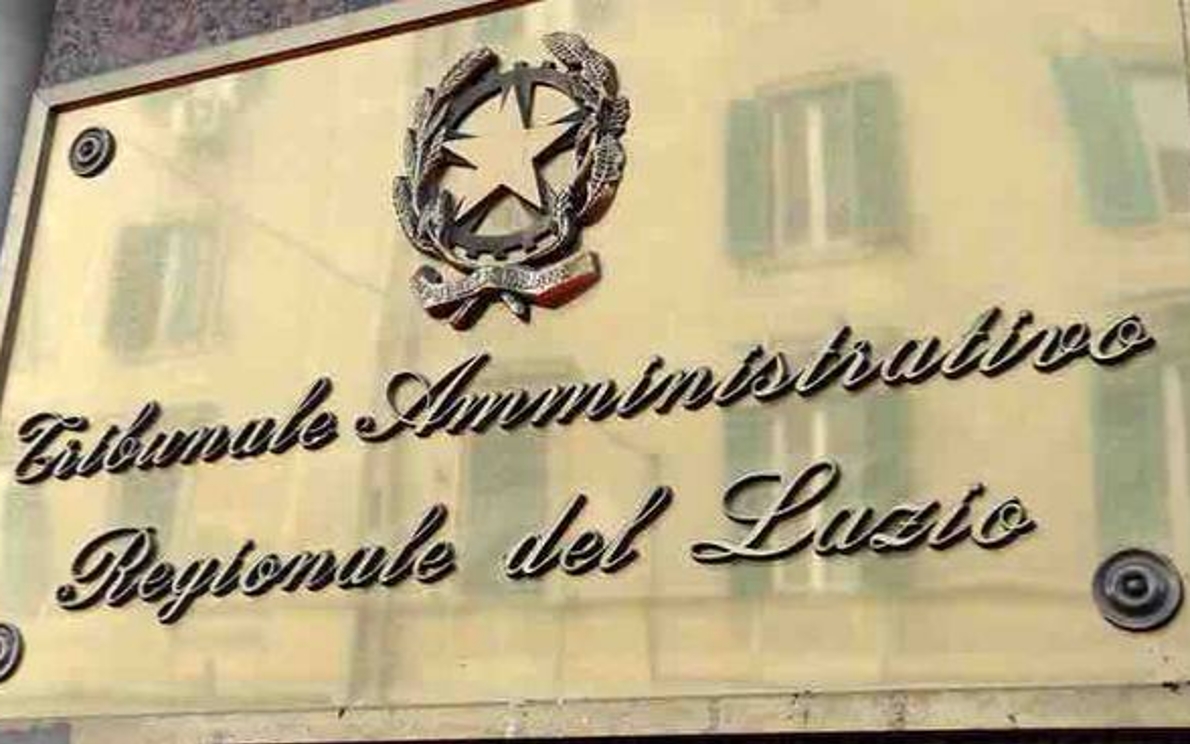 Tribunale Amministrativo
Regionale del Lazio